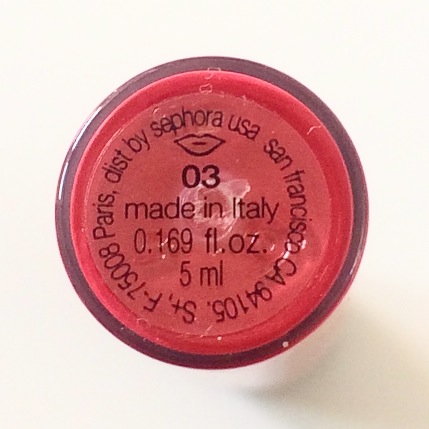 S+, F-75008 Paris, dist by sephora usa san francisco CA 94105.
03
made in Italy
0.169 fl.oz.
5 ml